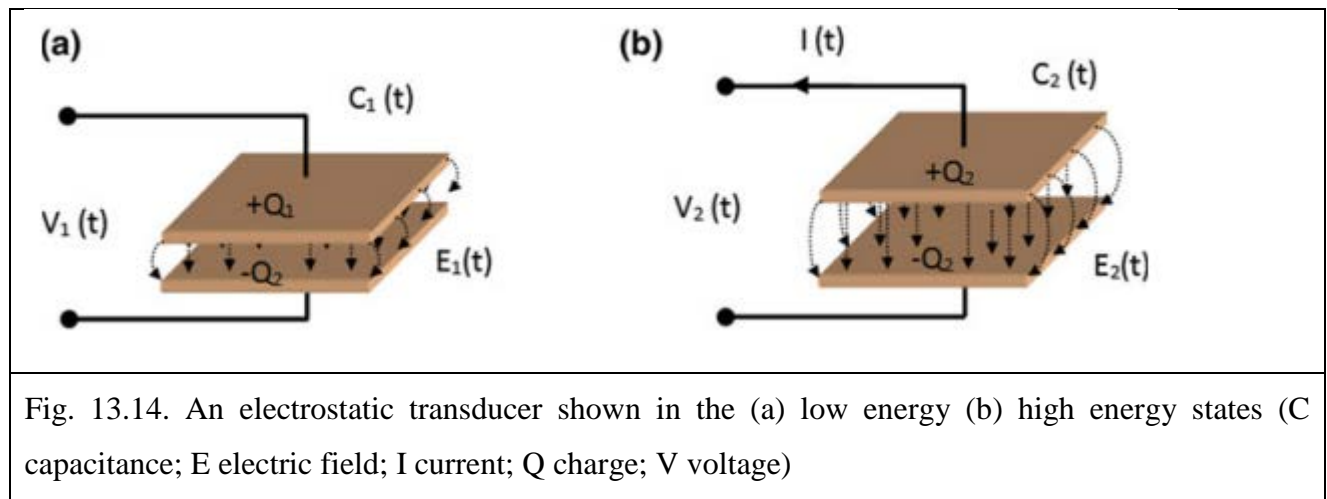 (a)
C₁ (t)
+Q₁
V₁ (t)
-Q₂
E₁(t)
(b)
I (t)
C₂ (t)
+Q₂
V₂ (t)
-Q₂
E₂(t)
Fig. 13.14. An electrostatic transducer shown in the (a) low energy (b) high energy states (C
capacitance; E electric field; I current; Q charge; V voltage)